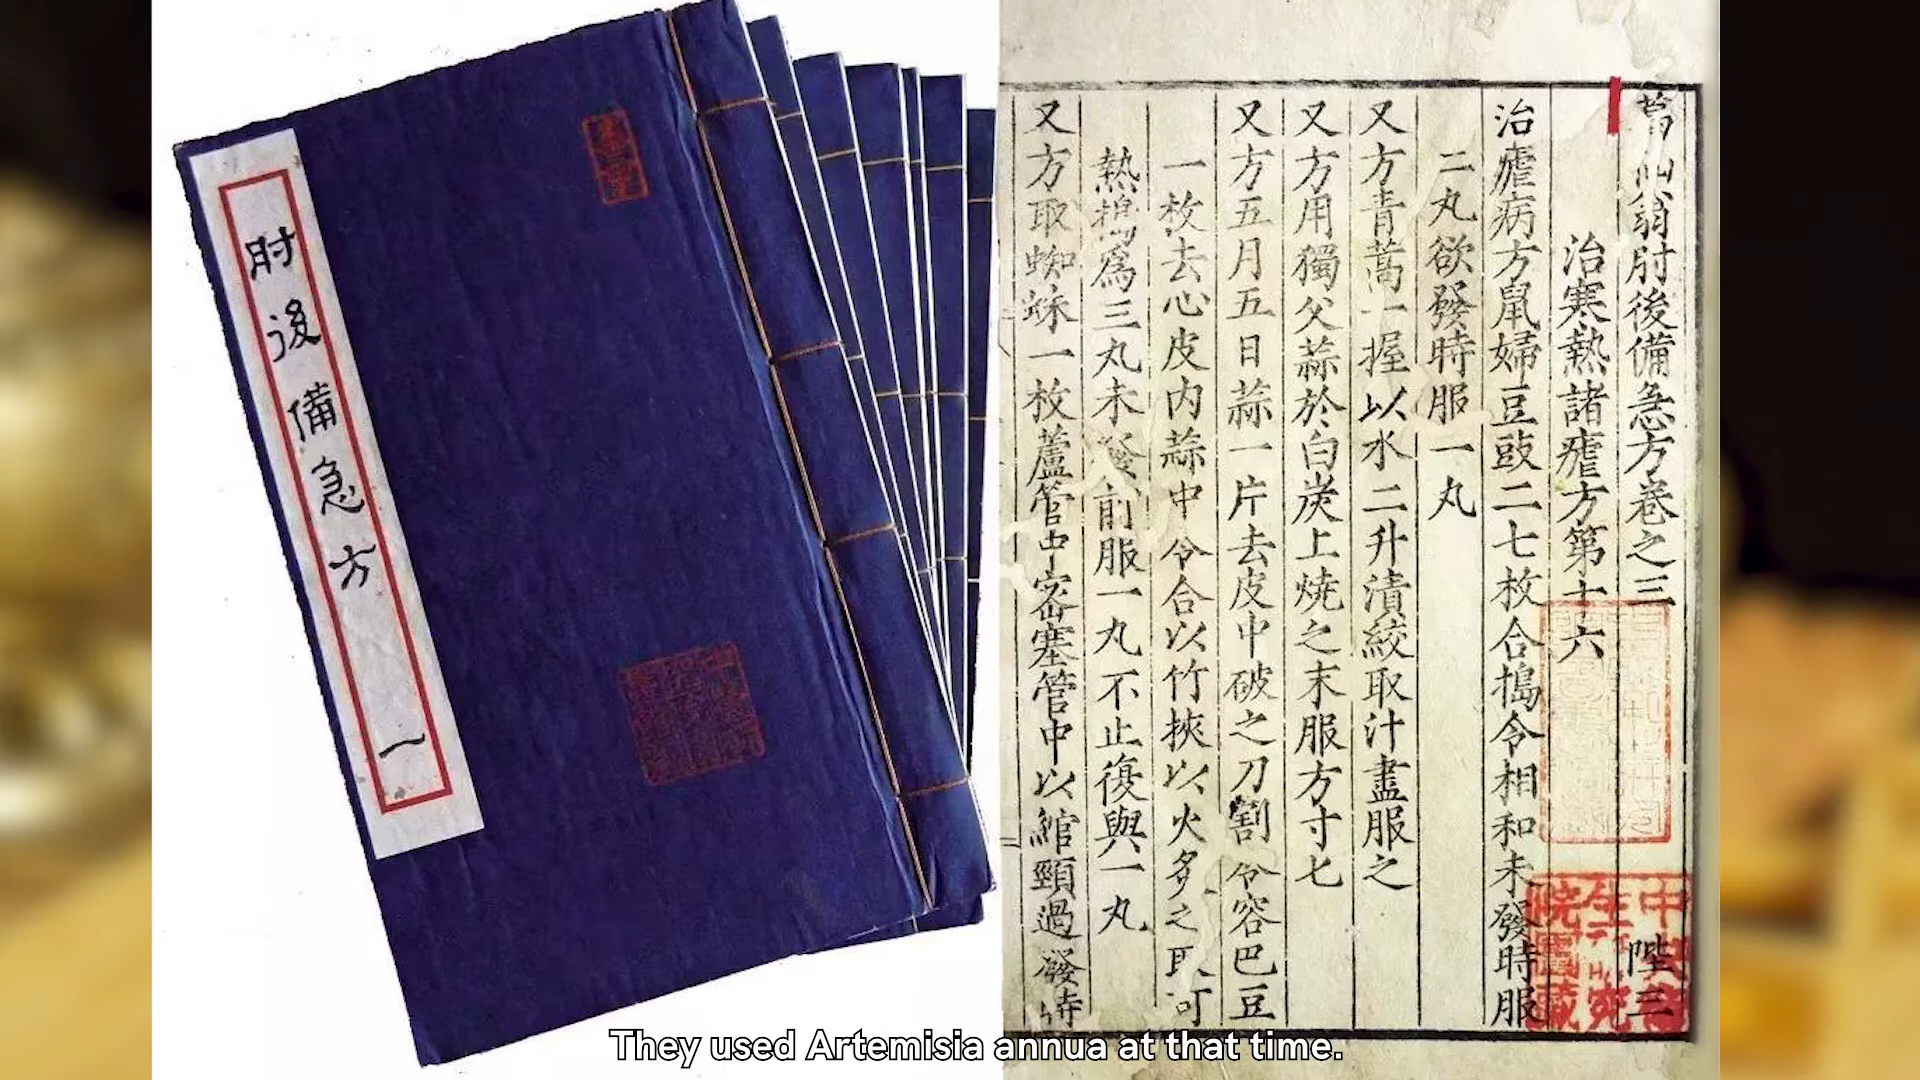 肘後備急方 一
葛仙翁肘後備急方卷之三
陛三
治寒熱諸瘧方第十六
治瘧病方鼠婦豆豉二七枚合搗令相和未發時服
二丸欲發時服一丸
又方青蒿一握以水二升漬絞取汁盡服之
又方用獨父蒜於白炭上燒之末服方寸匕
又方五月五日蒜一片去皮中破之刀割令容巴豆
一枚去心皮内蒜中令合以竹挾以火炙之取可
熱搗為三丸未發前服一丸不止復與一丸
又方取蜘蛛一枚蘆管中密塞管中以綰頸過發時
They used Artemisia annua at that time.